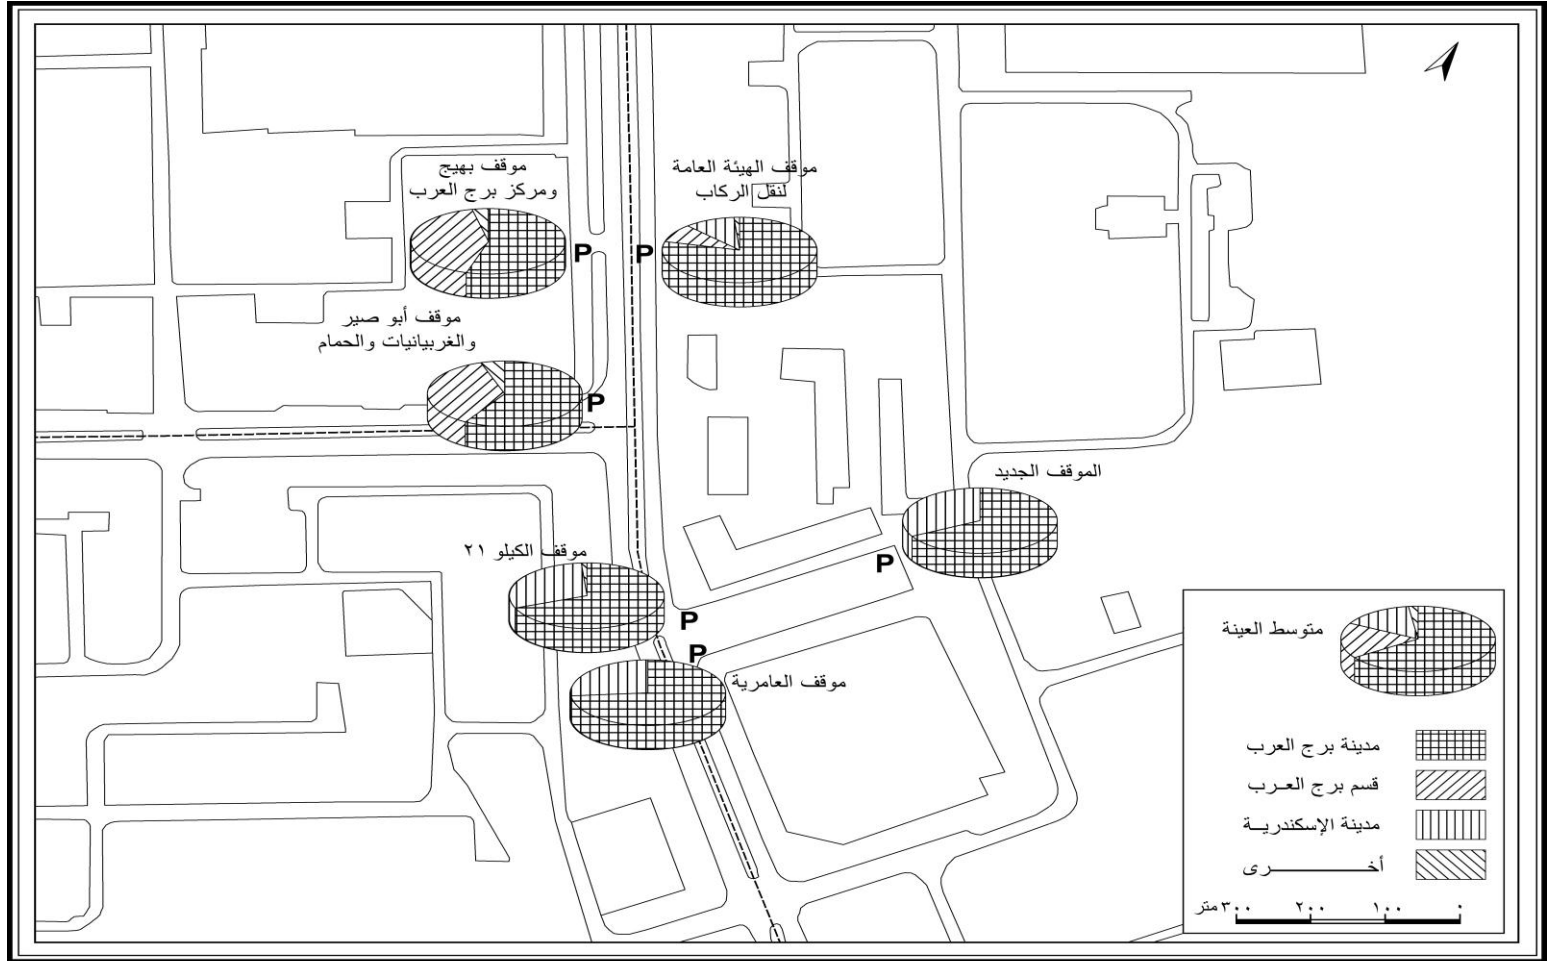 موقف بهيج
ومركز برج العرب
موقف الهيئة العامة
لنقل الركاب
P
P
موقف أبو صير
والغربيانيات والحمام
P
الموقف الجديد
P
موقف الكيلو ٢١
P
P
موقف العامرية
متوسط العينة
مدينة برج العرب
قسم برج العـرب
مدينة الإسكندريـة
أخـــــــــرى
٠ ١٠٠ ٢٠٠ ٣٠٠ متر